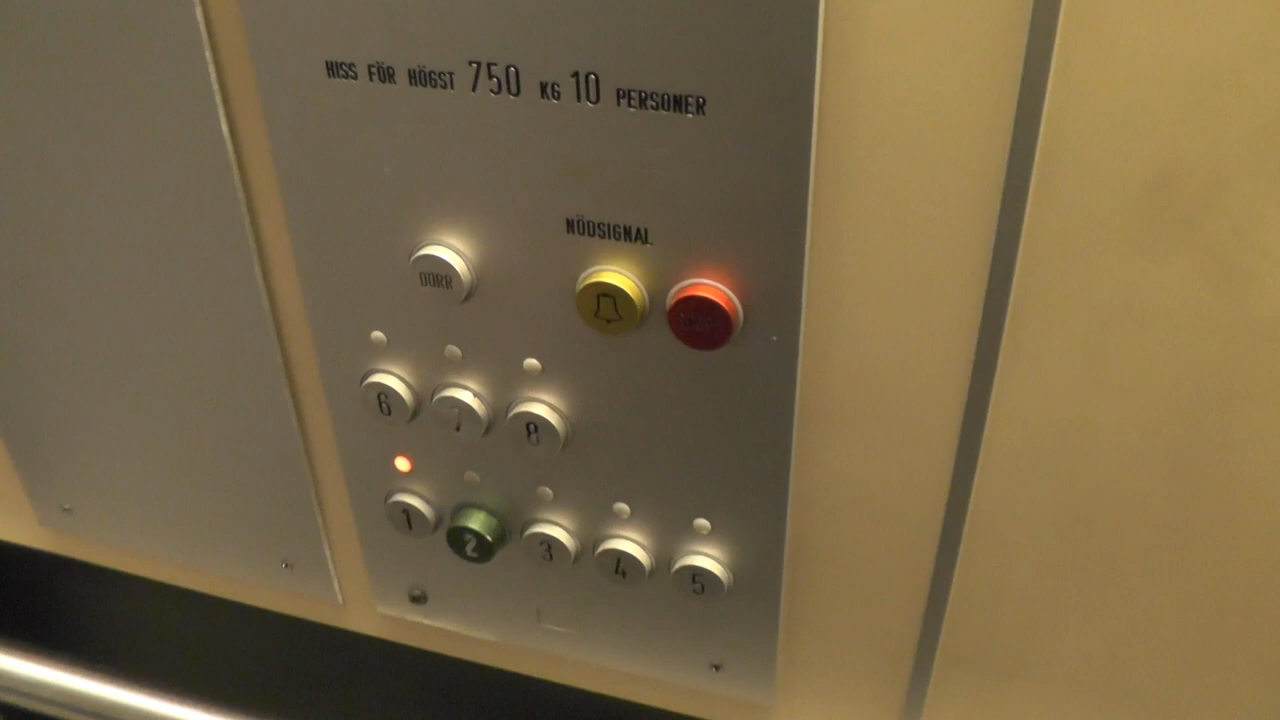 HISS FÖR HÖGST 750 KG 10 PERSONER
NÖDSIGNAL
DÖRR
6 7 8
1 2 3 4 5